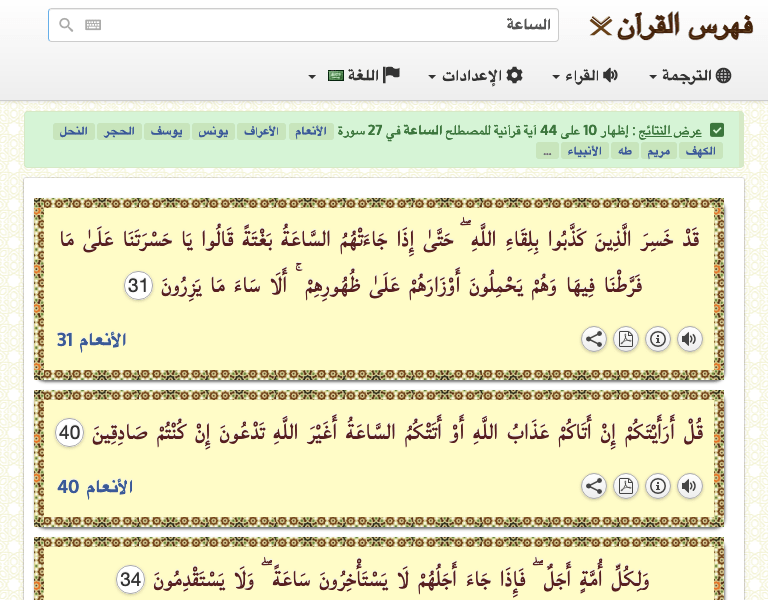 فهرس القرآن
الساعة
الترجمة القراء الإعدادات اللغة
عرض النتائج : إظهار 10 على 44 آية قرآنية للمصطلح الساعة في 27 سورة الأنعام الأعراف يونس يوسف الحجر النحل
الكهف مريم طه الأنبياء ...
قَدْ خَسِرَ الَّذِينَ كَذَّبُوا بِلِقَاءِ اللَّهِ ۖ حَتَّىٰ إِذَا جَاءَتْهُمُ السَّاعَةُ بَغْتَةً قَالُوا يَا حَسْرَتَنَا عَلَىٰ مَا
فَرَّطْنَا فِيهَا وَهُمْ يَحْمِلُونَ أَوْزَارَهُمْ عَلَىٰ ظُهُورِهِمْ ۚ أَلَا سَاءَ مَا يَزِرُونَ 31
الأنعام 31
قُلْ أَرَأَيْتَكُمْ إِنْ أَتَاكُمْ عَذَابُ اللَّهِ أَوْ أَتَتْكُمُ السَّاعَةُ أَغَيْرَ اللَّهِ تَدْعُونَ إِنْ كُنْتُمْ صَادِقِينَ 40
الأنعام 40
وَلِكُلِّ أُمَّةٍ أَجَلٌ ۖ فَإِذَا جَاءَ أَجَلُهُمْ لَا يَسْتَأْخِرُونَ سَاعَةً ۖ وَلَا يَسْتَقْدِمُونَ 34